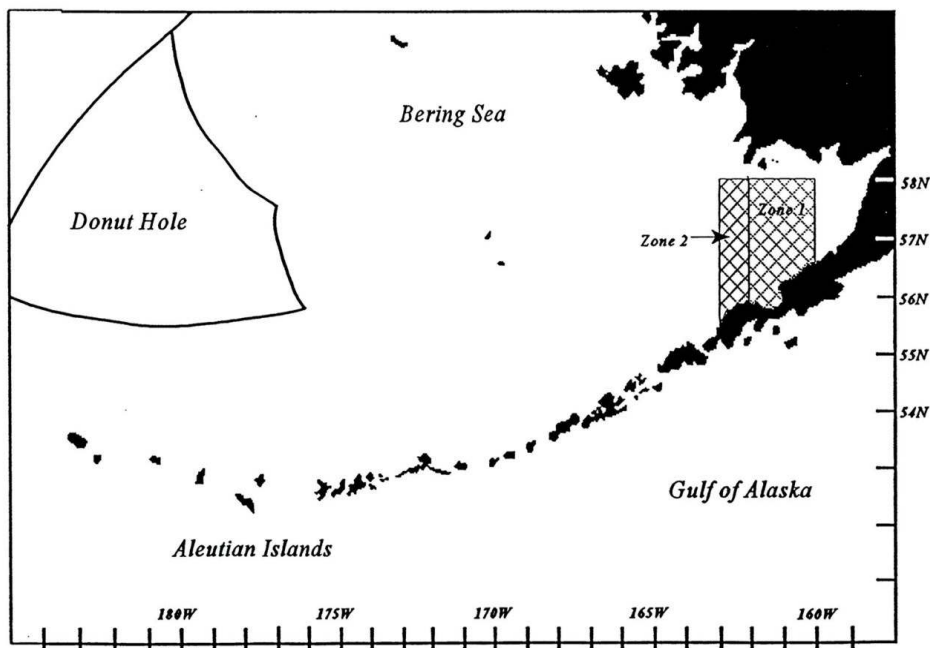 Bering Sea
58N
Donut Hole
Zone 1
Zone 2
57N
56N
55N
54N
Gulf of Alaska
Aleutian Islands
180W
175W
170W
165W
160W